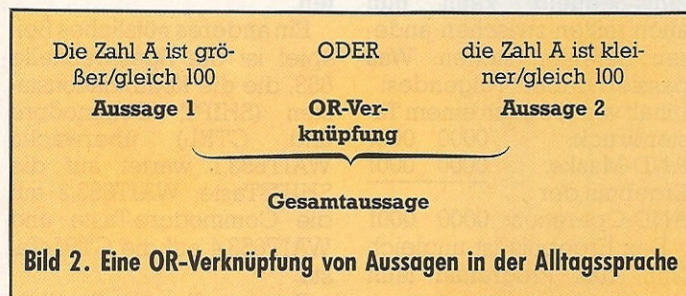 Die Zahl A ist grö- ODER die Zahl A ist klei-
ßer/gleich 100 ner/gleich 100
Aussage 1 OR-Ver- Aussage 2
knüpfung
Gesamtaussage
Bild 2. Eine OR-Verknüpfung von Aussagen in der Alltagssprache